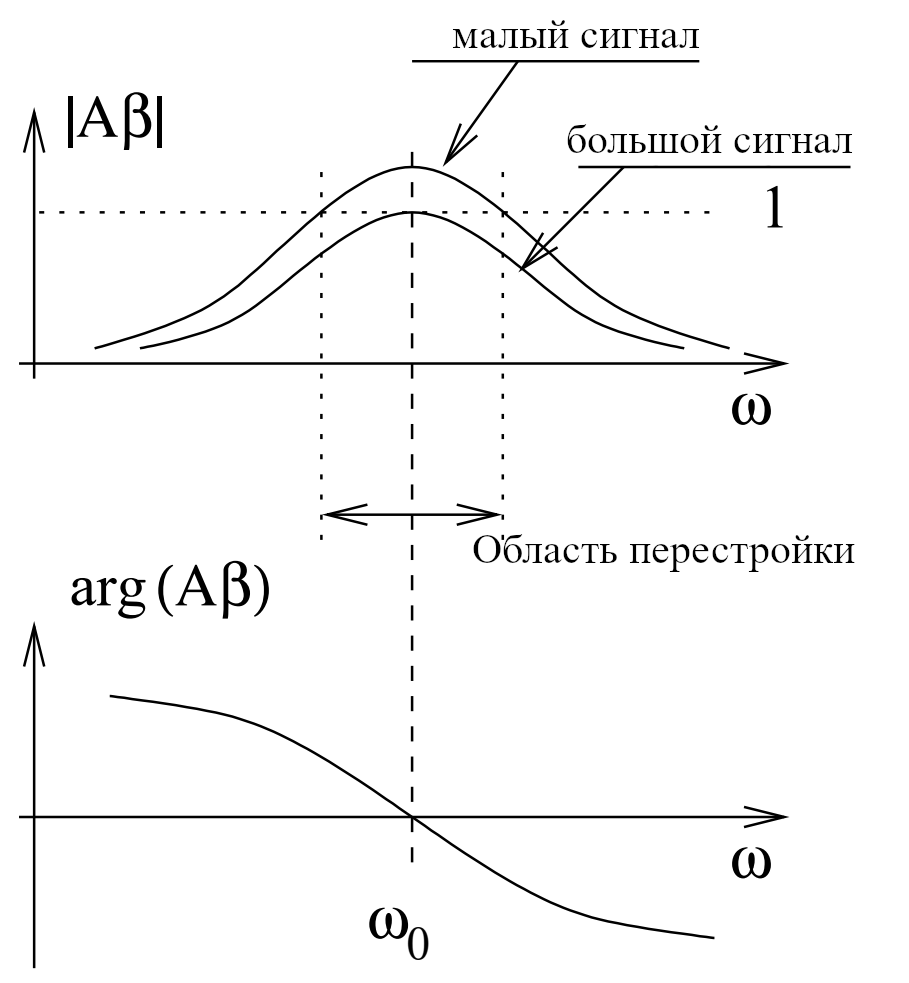 малый сигнал
|Aβ|
большой сигнал
1
ω
Область перестройки
arg (Aβ)
ω
ω0